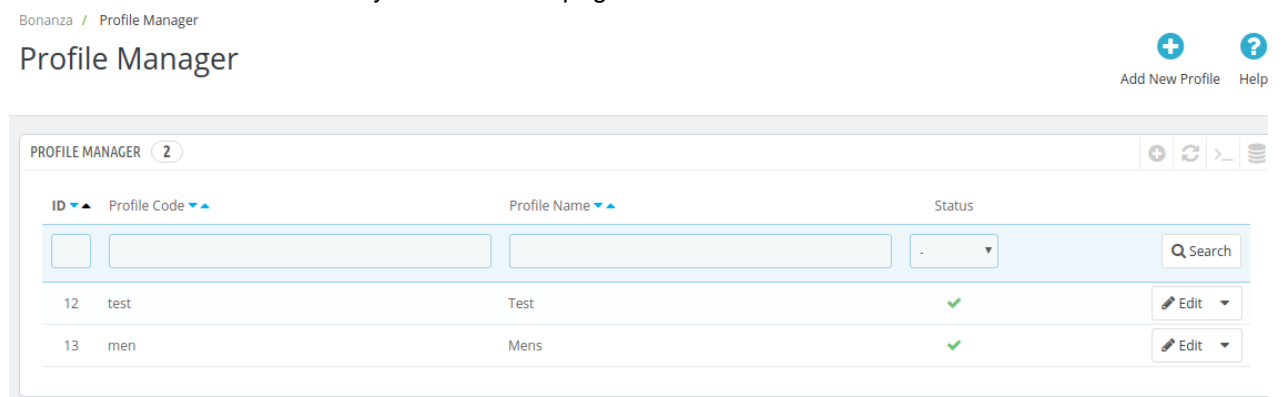 Bonanza / Profile Manager
Profile Manager
Add New Profile Help
PROFILE MANAGER 2
ID Profile Code Profile Name Status
- Search
12 test Test Edit
13 men Mens Edit